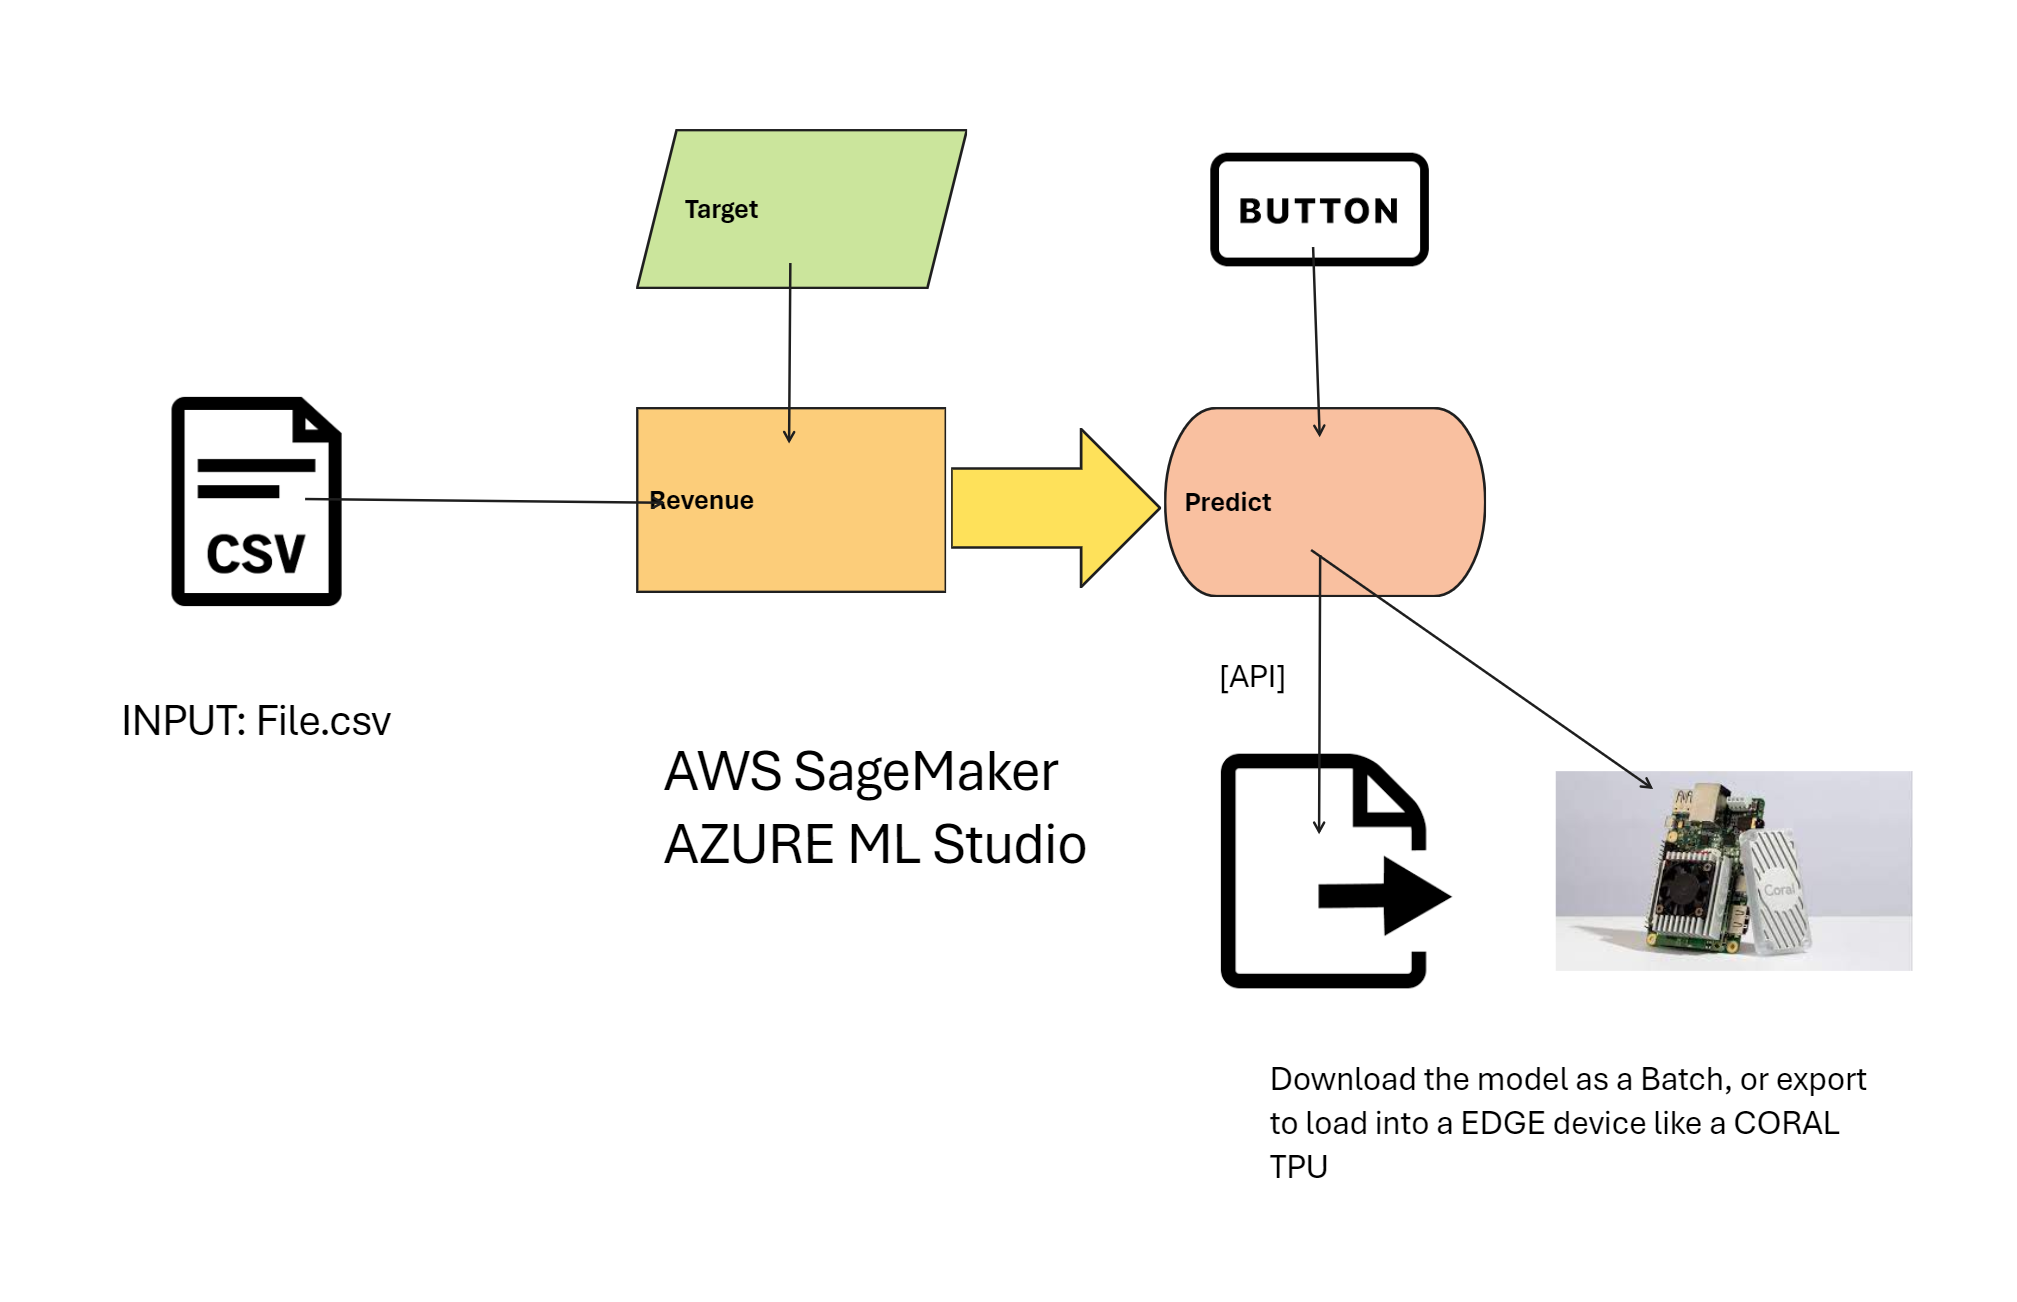 Target
BUTTON
CSV
Revenue
Predict
[API]
INPUT: File.csv
AWS SageMaker
AZURE ML Studio
Coral
Download the model as a Batch, or export
to load into a EDGE device like a CORAL
TPU